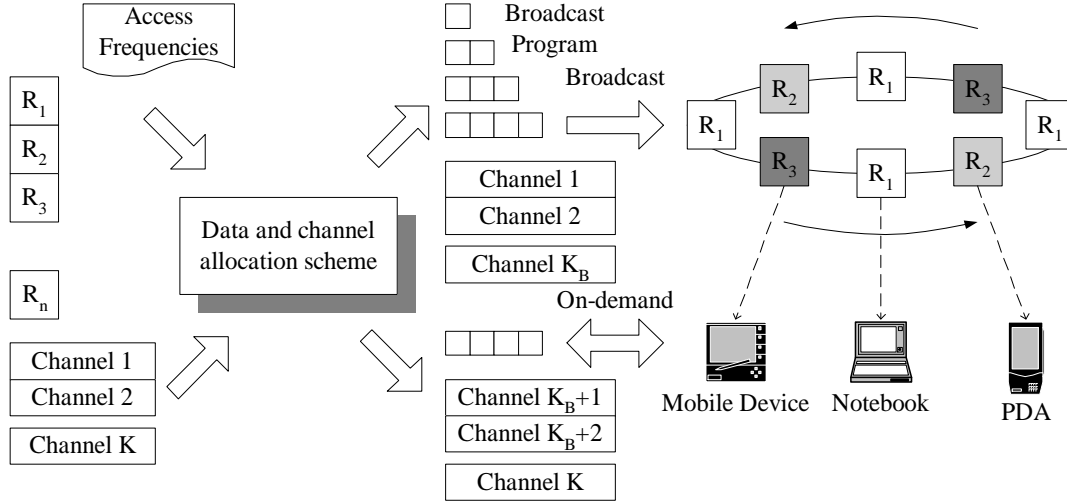 Access
Frequencies
R1
R2
R3
Rn
Channel 1
Channel 2
Channel K
Data and channel
allocation scheme
Broadcast
Program
Broadcast
Channel 1
Channel 2
Channel KB
On-demand
Channel KB+1
Channel KB+2
Channel K
R2
R1
R3
R1
R1
R3
R1
R2
Mobile Device
Notebook
PDA